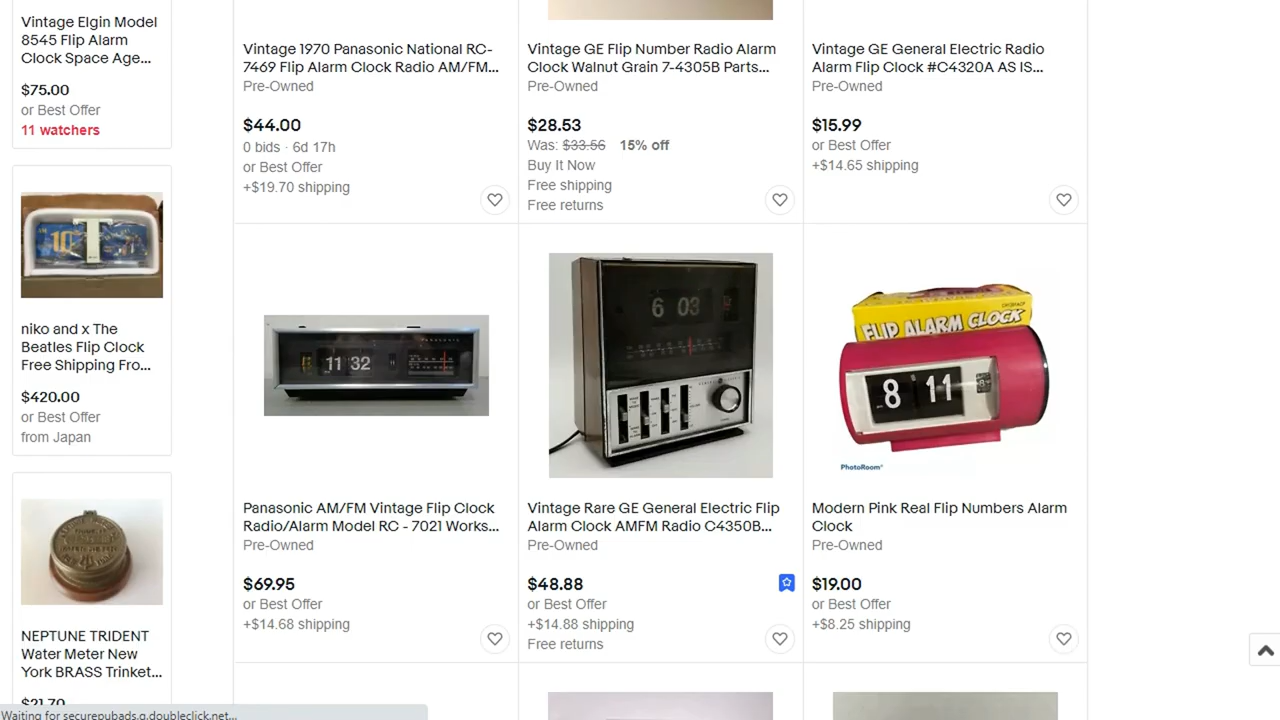 Vintage Elgin Model
8545 Flip Alarm
Clock Space Age...
$75.00
or Best Offer
11 watchers
niko and x The
Beatles Flip Clock
Free Shipping Fro...
$420.00
or Best Offer
from Japan
NEPTUNE TRIDENT
Water Meter New
York BRASS Trinket...
$21.70
Vintage 1970 Panasonic National RC-
7469 Flip Alarm Clock Radio AM/FM...
Pre-Owned
$44.00
0 bids · 6d 17h
or Best Offer
+$19.70 shipping
Vintage GE Flip Number Radio Alarm
Clock Walnut Grain 7-4305B Parts...
Pre-Owned
$28.53
Was: $33.56 15% off
Buy It Now
Free shipping
Free returns
Vintage GE General Electric Radio
Alarm Flip Clock #C4320A AS IS...
Pre-Owned
$15.99
or Best Offer
+$14.65 shipping
PANASONIC
11 32
Panasonic AM/FM Vintage Flip Clock
Radio/Alarm Model RC - 7021 Works...
Pre-Owned
$69.95
or Best Offer
+$14.68 shipping
6 03
Vintage Rare GE General Electric Flip
Alarm Clock AMFM Radio C4350B...
Pre-Owned
$48.88
or Best Offer
+$14.88 shipping
Free returns
FLIP ALARM CLOCK
8 11
PhotoRoom
Modern Pink Real Flip Numbers Alarm
Clock
Pre-Owned
$19.00
or Best Offer
+$8.25 shipping
Waiting for securepubads.g.doubleclick.net...